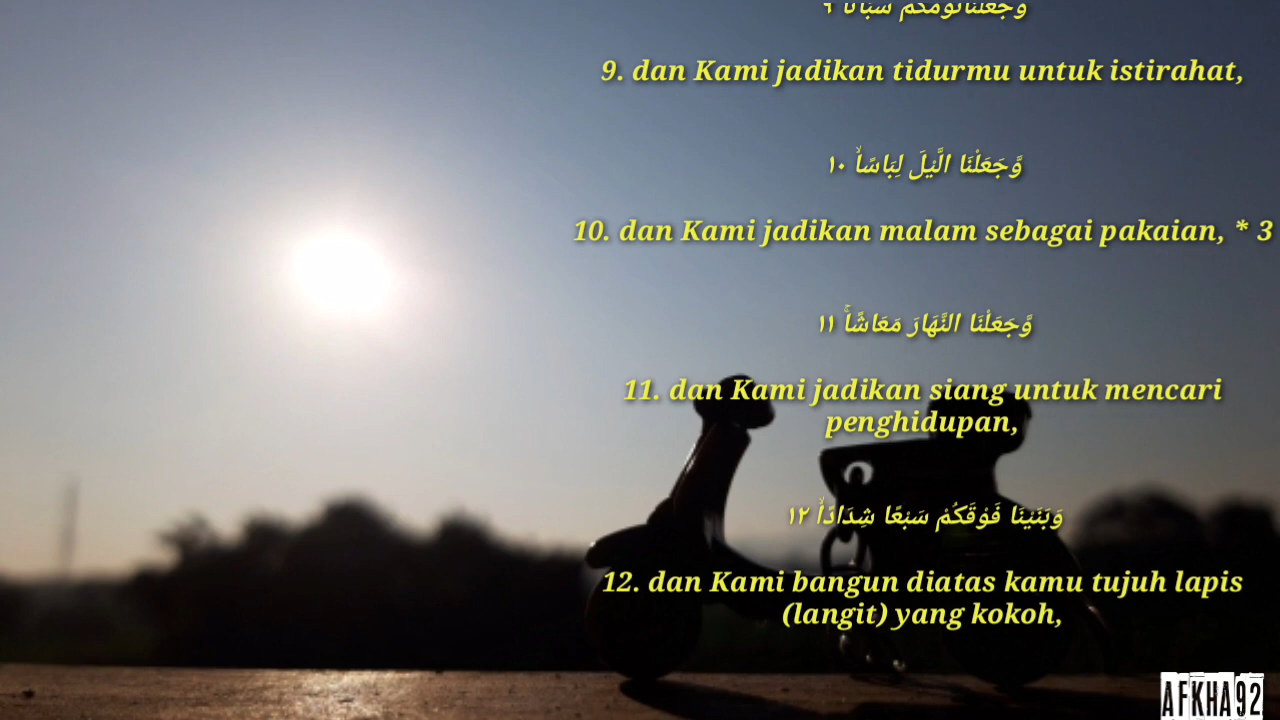 وَّجَعَلْنَا نَوْمَكُمْ سُبَاتًا ۙ ٩
9. dan Kami jadikan tidurmu untuk istirahat,
وَّجَعَلْنَا الَّيْلَ لِبَاسًا ۙ ١٠
10. dan Kami jadikan malam sebagai pakaian, * 3
وَّجَعَلْنَا النَّهَارَ مَعَاشًا ۚ ١١
11. dan Kami jadikan siang untuk mencari
penghidupan,
وَبَنَيْنَا فَوْقَكُمْ سَبْعًا شِدَادًا ۙ ١٢
12. dan Kami bangun diatas kamu tujuh lapis
(langit) yang kokoh,
AFKHA92